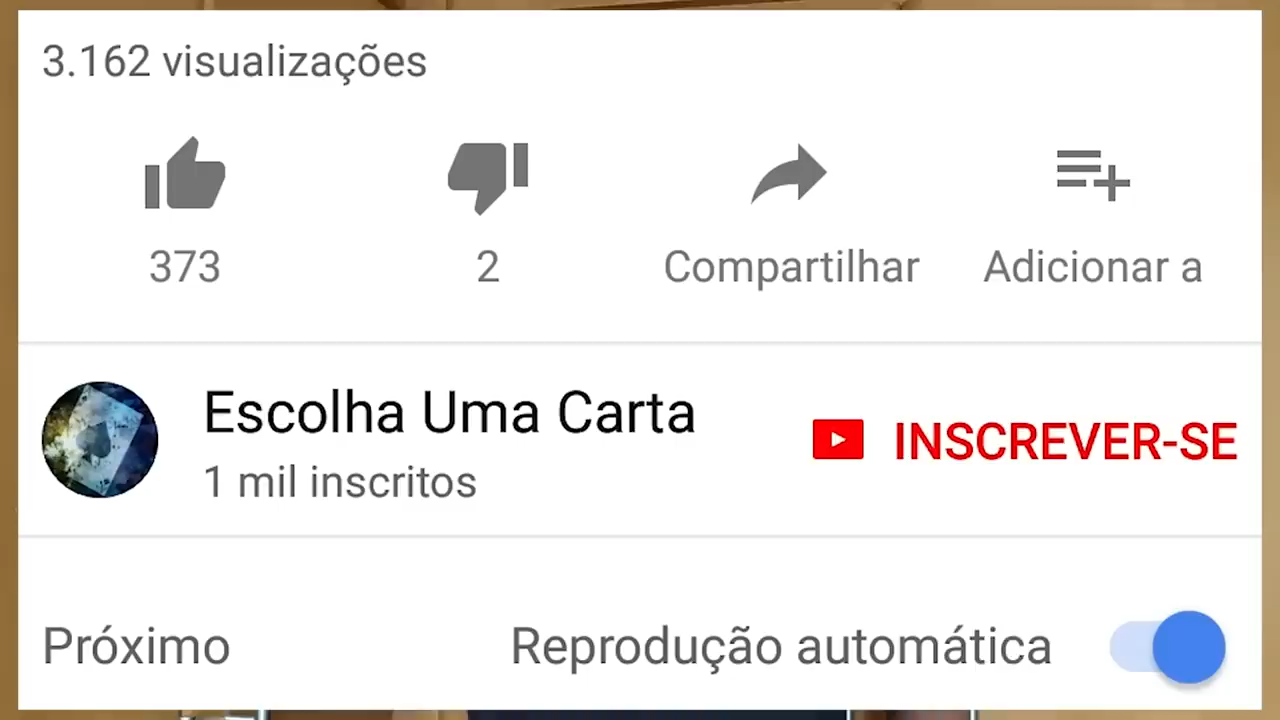 3.162 visualizações
373
2
Compartilhar
Adicionar a
Escolha Uma Carta
1 mil inscritos
INSCREVER-SE
Próximo
Reprodução automática